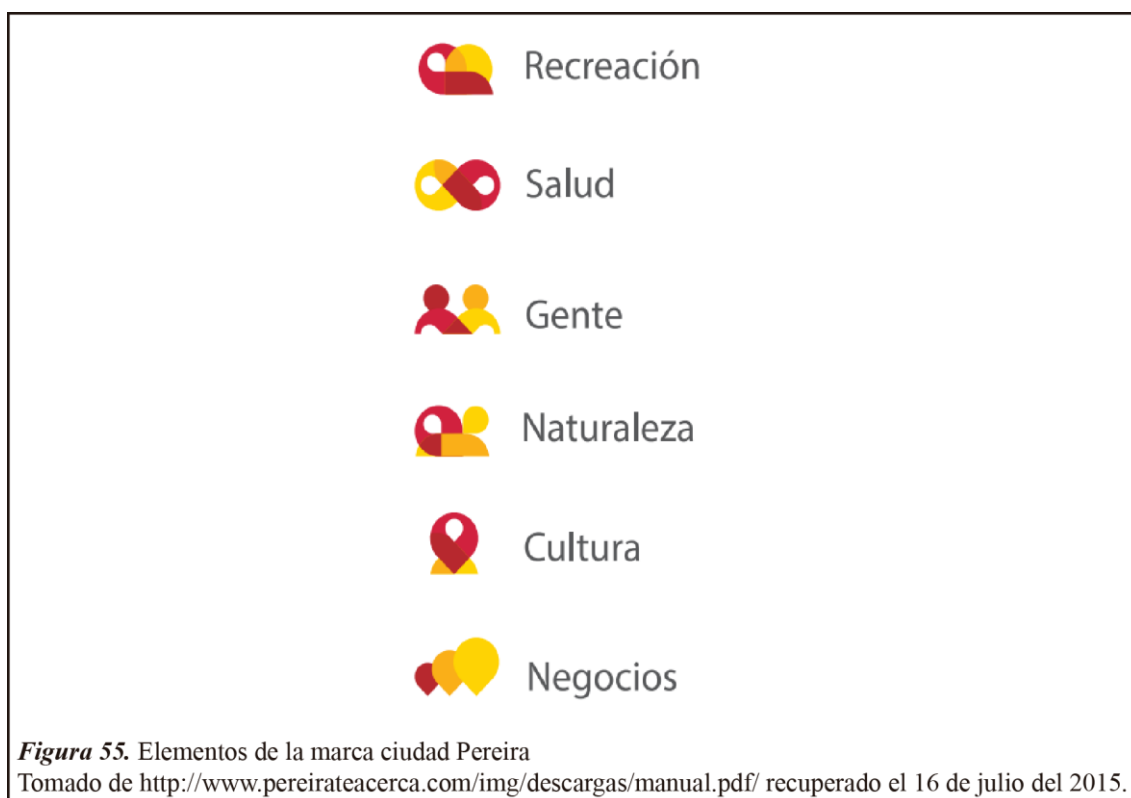 Recreación
Salud
Gente
Naturaleza
Cultura
Negocios
Figura 55. Elementos de la marca ciudad Pereira
Tomado de http://www.pereirateacerca.com/img/descargas/manual.pdf/ recuperado el 16 de julio del 2015.